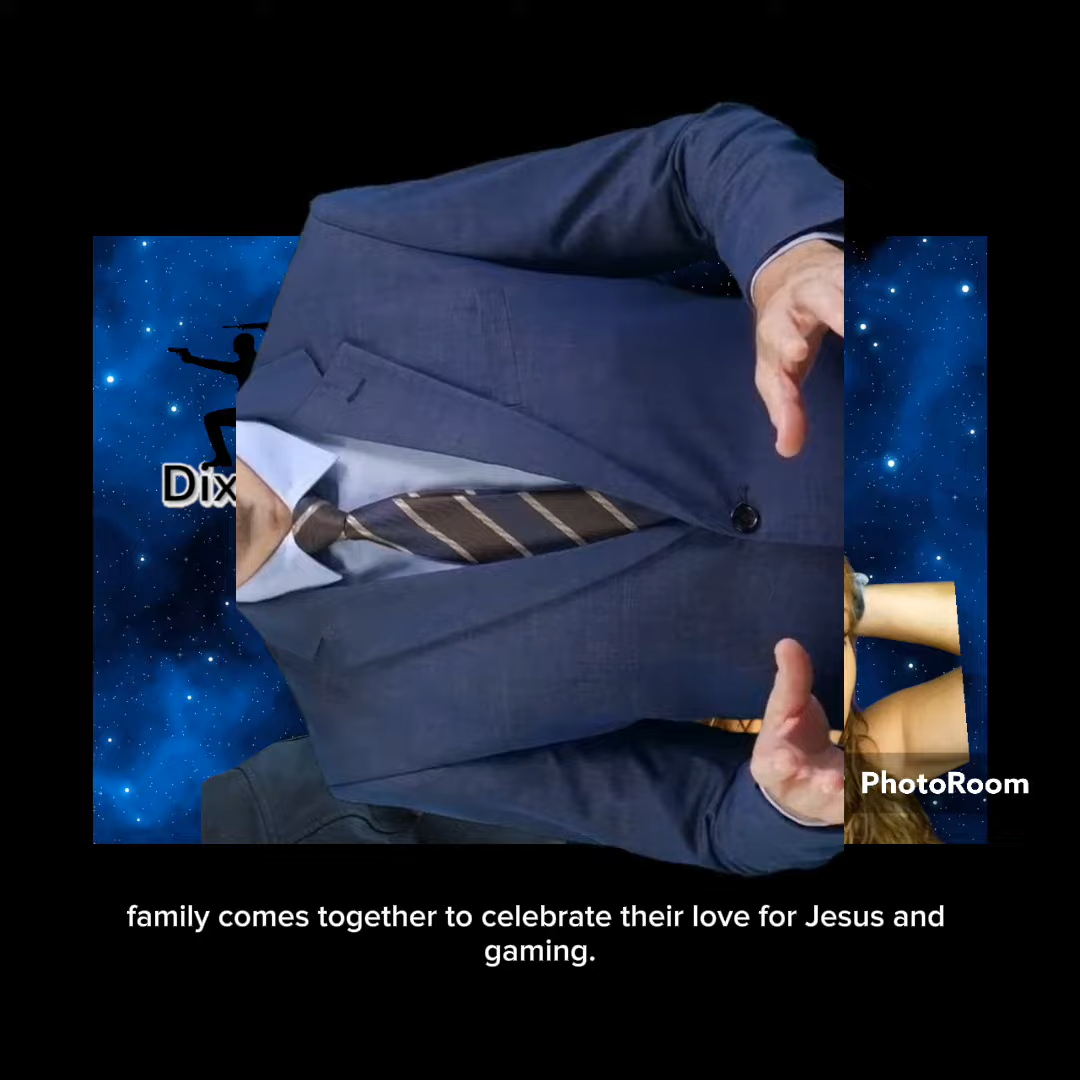 Dix
PhotoRoom
family comes together to celebrate their love for Jesus and
gaming.